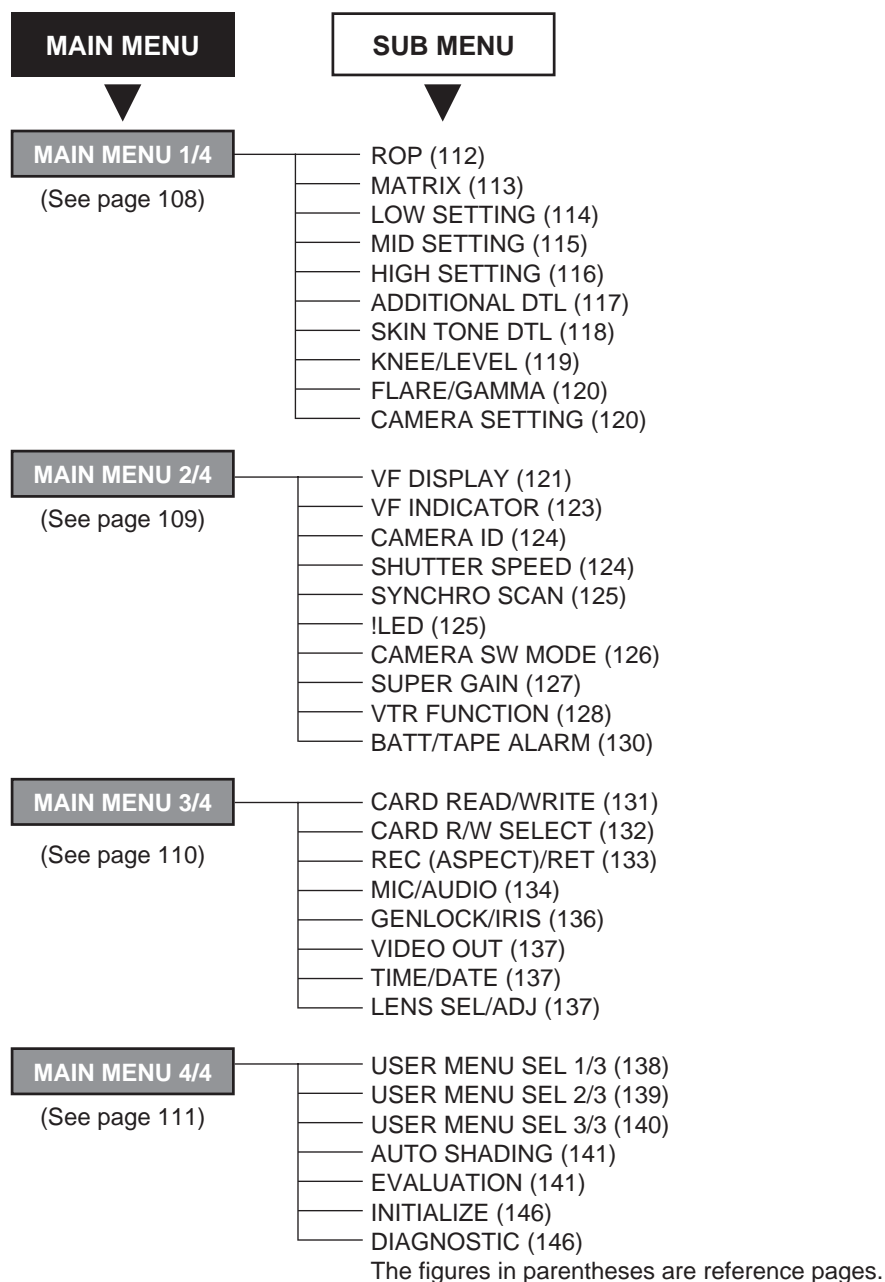 MAIN MENU
SUB MENU
MAIN MENU 1/4
(See page 108)
ROP (112)
MATRIX (113)
LOW SETTING (114)
MID SETTING (115)
HIGH SETTING (116)
ADDITIONAL DTL (117)
SKIN TONE DTL (118)
KNEE/LEVEL (119)
FLARE/GAMMA (120)
CAMERA SETTING (120)
MAIN MENU 2/4
(See page 109)
VF DISPLAY (121)
VF INDICATOR (123)
CAMERA ID (124)
SHUTTER SPEED (124)
SYNCHRO SCAN (125)
!LED (125)
CAMERA SW MODE (126)
SUPER GAIN (127)
VTR FUNCTION (128)
BATT/TAPE ALARM (130)
MAIN MENU 3/4
(See page 110)
CARD READ/WRITE (131)
CARD R/W SELECT (132)
REC (ASPECT)/RET (133)
MIC/AUDIO (134)
GENLOCK/IRIS (136)
VIDEO OUT (137)
TIME/DATE (137)
LENS SEL/ADJ (137)
MAIN MENU 4/4
(See page 111)
USER MENU SEL 1/3 (138)
USER MENU SEL 2/3 (139)
USER MENU SEL 3/3 (140)
AUTO SHADING (141)
EVALUATION (141)
INITIALIZE (146)
DIAGNOSTIC (146)
The figures in parentheses are reference pages.